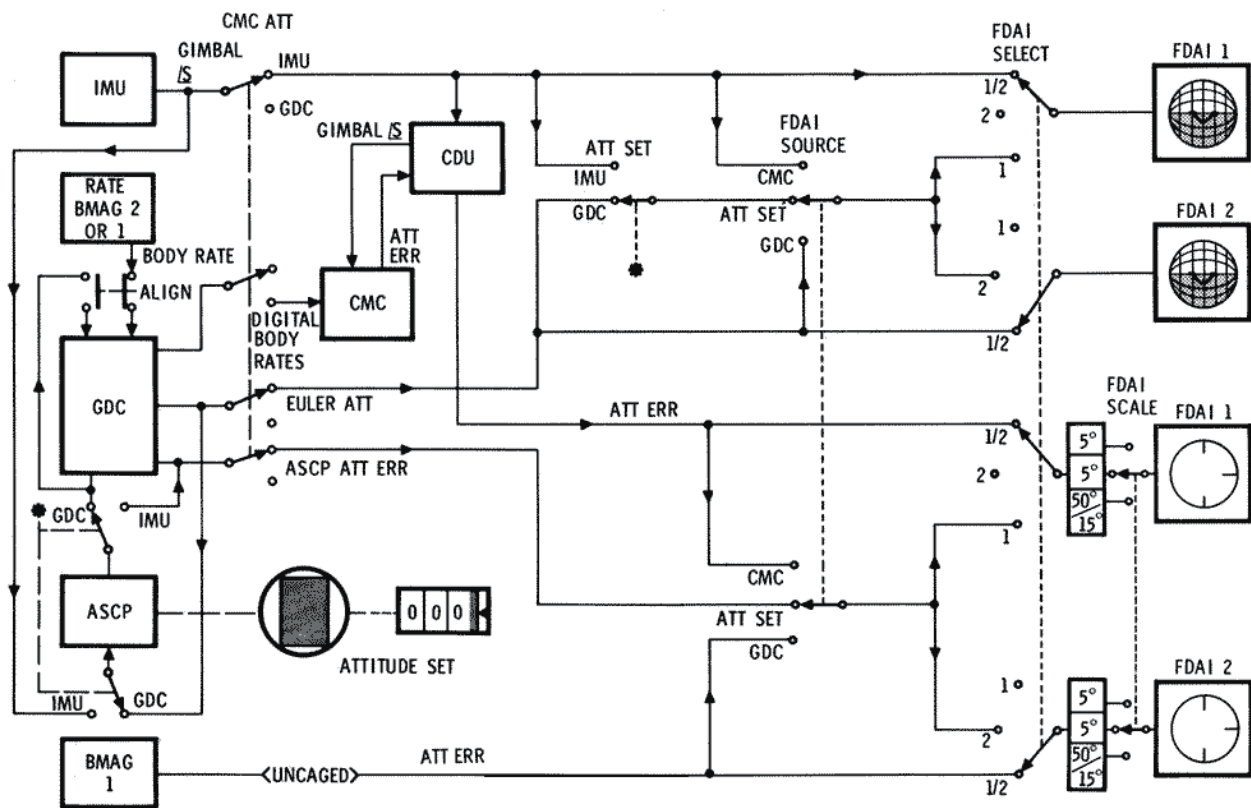 CMC ATT
GIMBAL
/S
IMU
IMU
GDC
FDAI
SELECT
FDAI 1
1/2
2
GIMBAL /S
CDU
ATT SET
IMU
FDAI
SOURCE
CMC
1
RATE
BMAG 2
OR 1
GDC
ATT SET
1
FDAI 2
BODY RATE
ATT
ERR
GDC
2
ALIGN
CMC
DIGITAL
BODY
RATES
1/2
GDC
EULER ATT
ATT ERR
FDAI
SCALE
FDAI 1
1/2
5°
5°
50°
/15°
2
ASCP ATT ERR
GDC
IMU
1
ASCP
000
CMC
ATT SET
GDC
ATTITUDE SET
IMU
GDC
1
FDAI 2
5°
5°
50°
/15°
2
BMAG
1
<UNCAGED>
ATT ERR
1/2